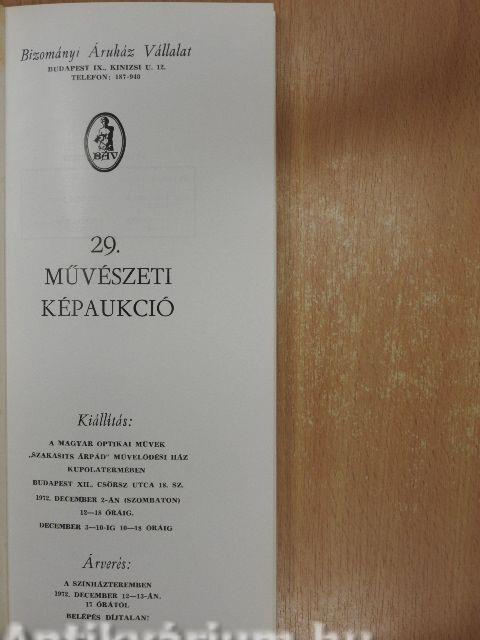 Bizományi Áruház Vállalat
BUDAPEST IX., KINIZSI U. 12.
TELEFON: 187-940
BÁV
29.
MŰVÉSZETI
KÉPAUKCIÓ
Kiállítás:
A MAGYAR OPTIKAI MŰVEK
„SZAKASITS ÁRPÁD" MŰVELŐDÉSI HÁZ
KUPOLATERMÉBEN
BUDAPEST XII., CSÖRSZ UTCA 18. SZ.
1972. DECEMBER 2-ÁN (SZOMBATON)
12—18 ÓRÁIG.
DECEMBER 3—10-IG 10—18 ÓRÁIG
Árverés:
A SZÍNHÁZTEREMBEN
1972. DECEMBER 12—13-ÁN.
17 ÓRÁTÓL
BELÉPÉS DÍJTALAN!
Antikvárium.hu